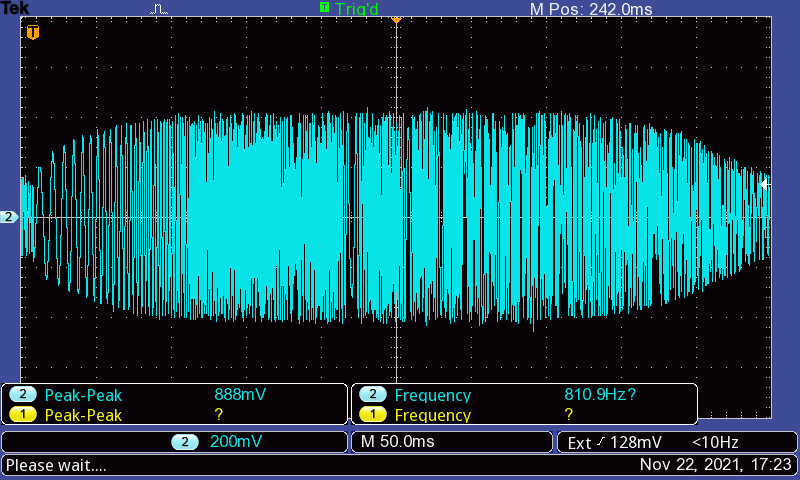 Tek T Trig'd M Pos: 242.0ms
T
2
2 Peak-Peak 888mV 2 Frequency 810.9Hz?
1 Peak-Peak ? 1 Frequency ?
2 200mV M 50.0ms Ext 128mV <10Hz
Please wait.... Nov 22, 2021, 17:23